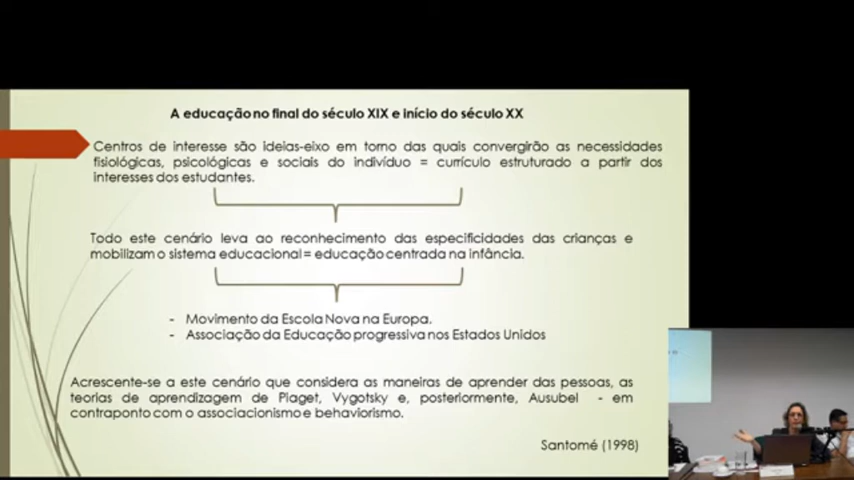 A educação no final do século XIX e início do século XX
Centros de interesse são ideias-eixo em torno das quais convergirão as necessidades
fisiológicas, psicológicas e sociais do indivíduo = currículo estruturado a partir dos
interesses dos estudantes.
Todo este cenário leva ao reconhecimento das especificidades das crianças e
mobilizam o sistema educacional = educação centrada na infância.
- Movimento da Escola Nova na Europa.
- Associação da Educação progressiva nos Estados Unidos
Acrescente-se a este cenário que considera as maneiras de aprender das pessoas, as
teorias de aprendizagem de Piaget, Vygotsky e, posteriormente, Ausubel - em
contraponto com o associacionismo e behaviorismo.
Santomé (1998)